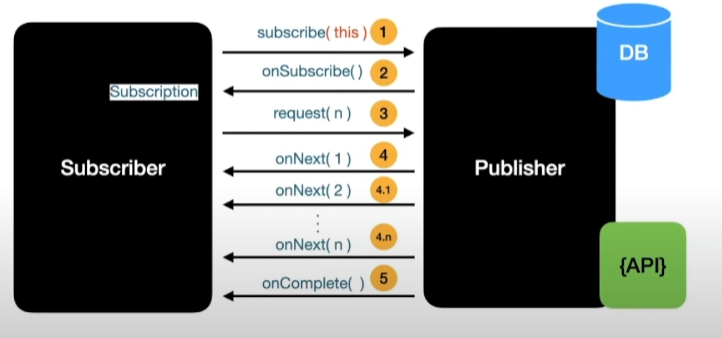 subscribe( this ) 1
onSubscribe( ) 2
Subscription
request( n ) 3
Subscriber
onNext( 1 ) 4
Publisher
onNext( 2 ) 4.1
onNext( n ) 4.n
onComplete( ) 5
DB
{API}